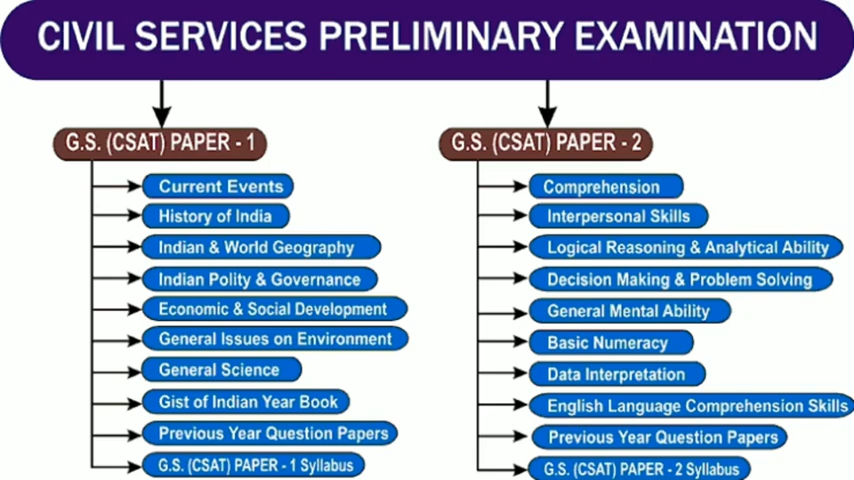 CIVIL SERVICES PRELIMINARY EXAMINATION
G.S. (CSAT) PAPER - 1
Current Events
History of India
Indian & World Geography
Indian Polity & Governance
Economic & Social Development
General Issues on Environment
General Science
Gist of Indian Year Book
Previous Year Question Papers
G.S. (CSAT) PAPER - 1 Syllabus
G.S. (CSAT) PAPER - 2
Comprehension
Interpersonal Skills
Logical Reasoning & Analytical Ability
Decision Making & Problem Solving
General Mental Ability
Basic Numeracy
Data Interpretation
English Language Comprehension Skills
Previous Year Question Papers
G.S. (CSAT) PAPER - 2 Syllabus